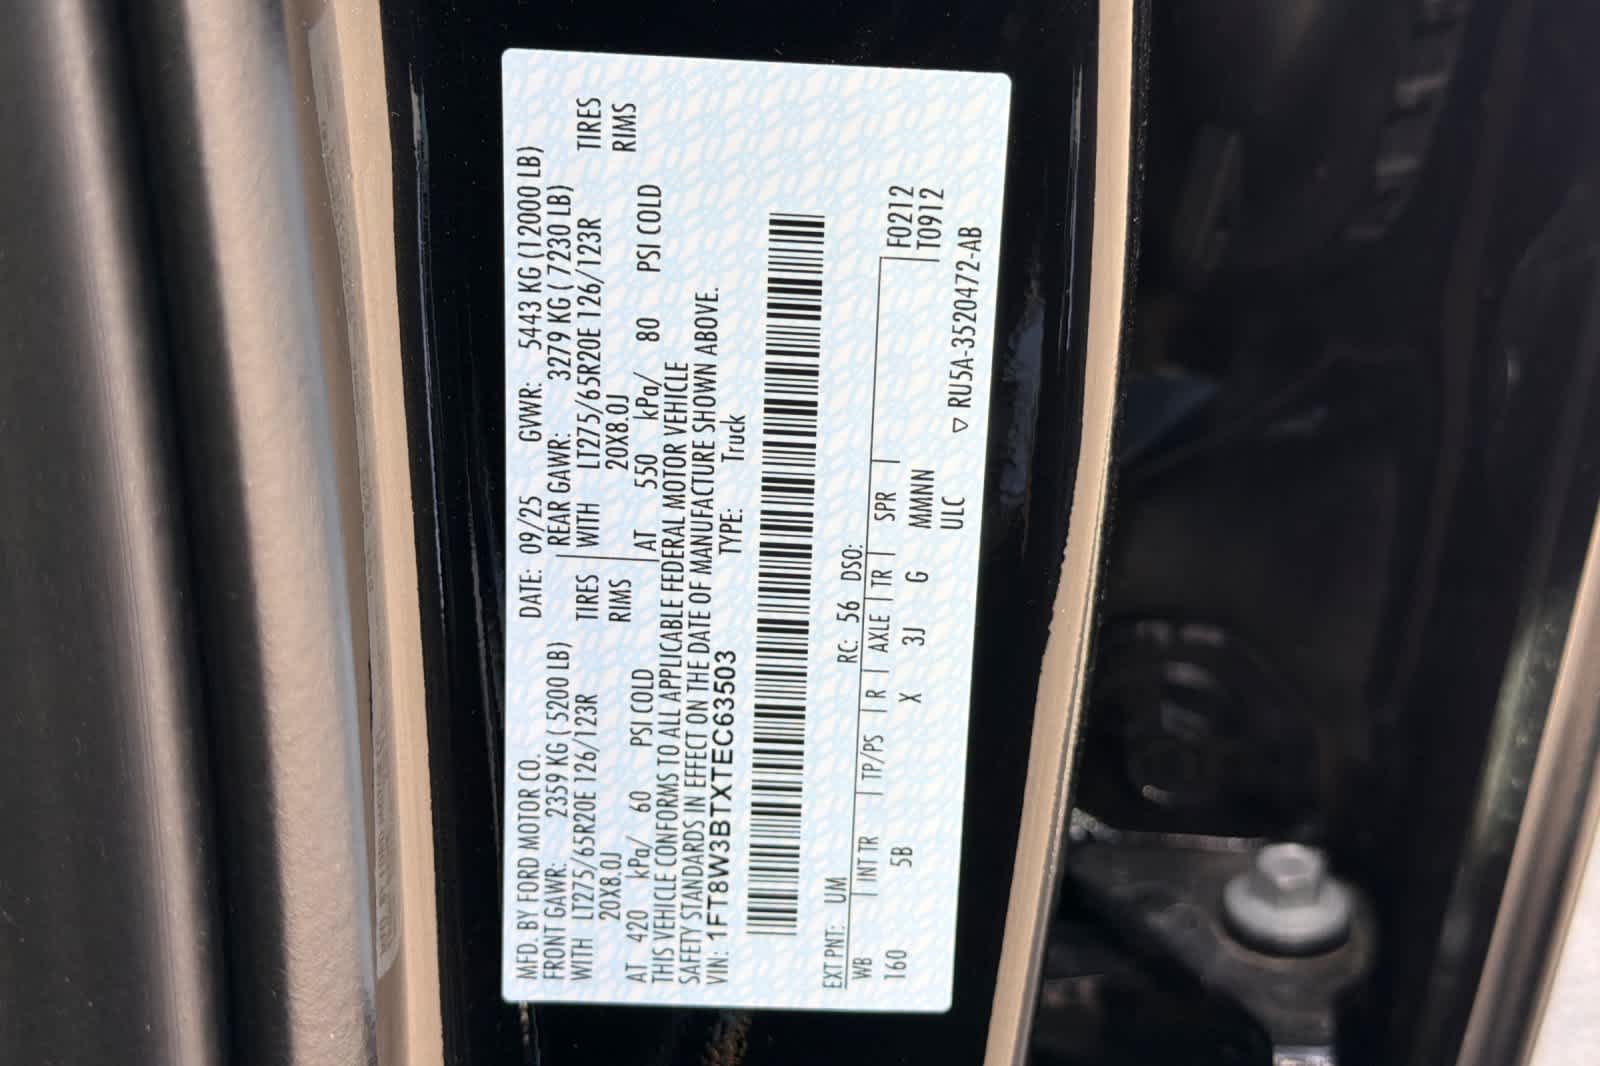 MFD. BY FORD MOTOR CO. DATE: 09/25 GVWR: 5443 KG (12000 LB)
FRONT GAWR: 2359 KG ( 5200 LB) REAR GAWR: 3279 KG ( 7230 LB)
WITH LT275/65R20E 126/123R TIRES WITH LT275/65R20E 126/123R TIRES
20X8.0J RIMS 20X8.0J RIMS
AT 420 kPa/ 60 PSI COLD AT 550 kPa/ 80 PSI COLD
THIS VEHICLE CONFORMS TO ALL APPLICABLE FEDERAL MOTOR VEHICLE
SAFETY STANDARDS IN EFFECT ON THE DATE OF MANUFACTURE SHOWN ABOVE.
VIN: 1FT8W3BTXTEC63503 TYPE: Truck
EXT PNT: UM RC: 56 DSO: F0212
WB INT TR TP/PS R AXLE TR SPR T0912
160 5B X 3J G MMNN
ULC ▽ RU5A-3520472-AB